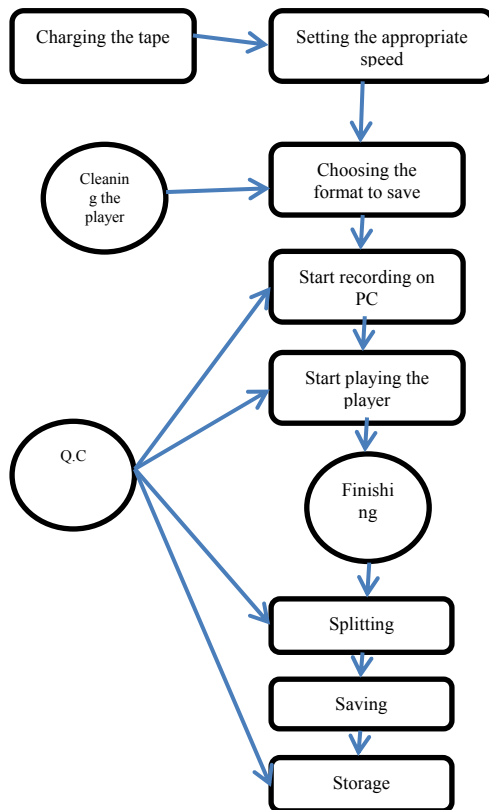 Charging the tape
Setting the appropriate
speed
Cleanin
g the
player
Choosing the
format to save
Start recording on
PC
Start playing the
player
Q.C
Finishi
ng
Splitting
Saving
Storage